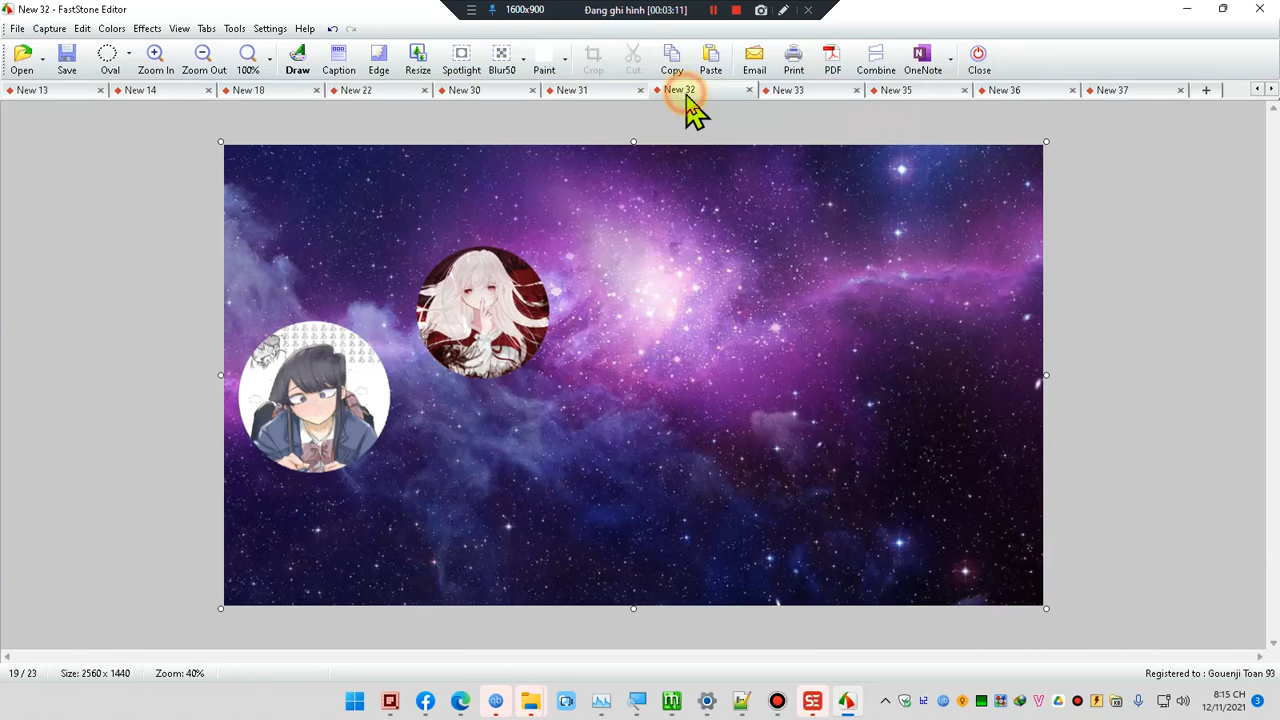 New 32 - FastStone Editor
1600x900
Đang ghi hình [00:03:11]
File Capture Edit Colors Effects View Tabs Tools Settings Help
Open Save Oval Zoom In Zoom Out 100% Draw Caption Edge Resize Spotlight Blur50 Paint Crop Cut Copy Paste Email Print PDF Combine OneNote Close
New 13 New 14 New 18 New 22 New 30 New 31 New 32 New 33 New 35 New 36 New 37
19 / 23 Size: 2560 x 1440 Zoom: 40% Registered to : Gouenji Toan 93
8:15 CH
12/11/2021
3